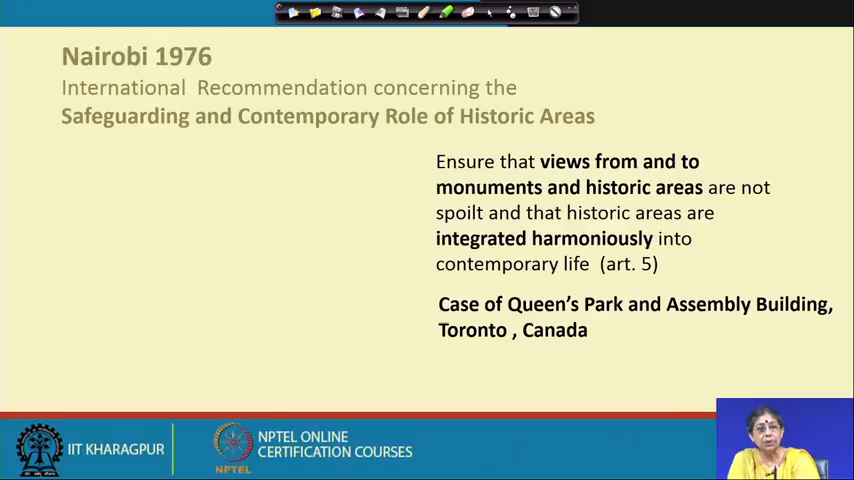 Nairobi 1976
International Recommendation concerning the
Safeguarding and Contemporary Role of Historic Areas
Ensure that views from and to
monuments and historic areas are not
spoilt and that historic areas are
integrated harmoniously into
contemporary life (art. 5)
Case of Queen's Park and Assembly Building,
Toronto , Canada
IIT KHARAGPUR
NPTEL
NPTEL ONLINE
CERTIFICATION COURSES